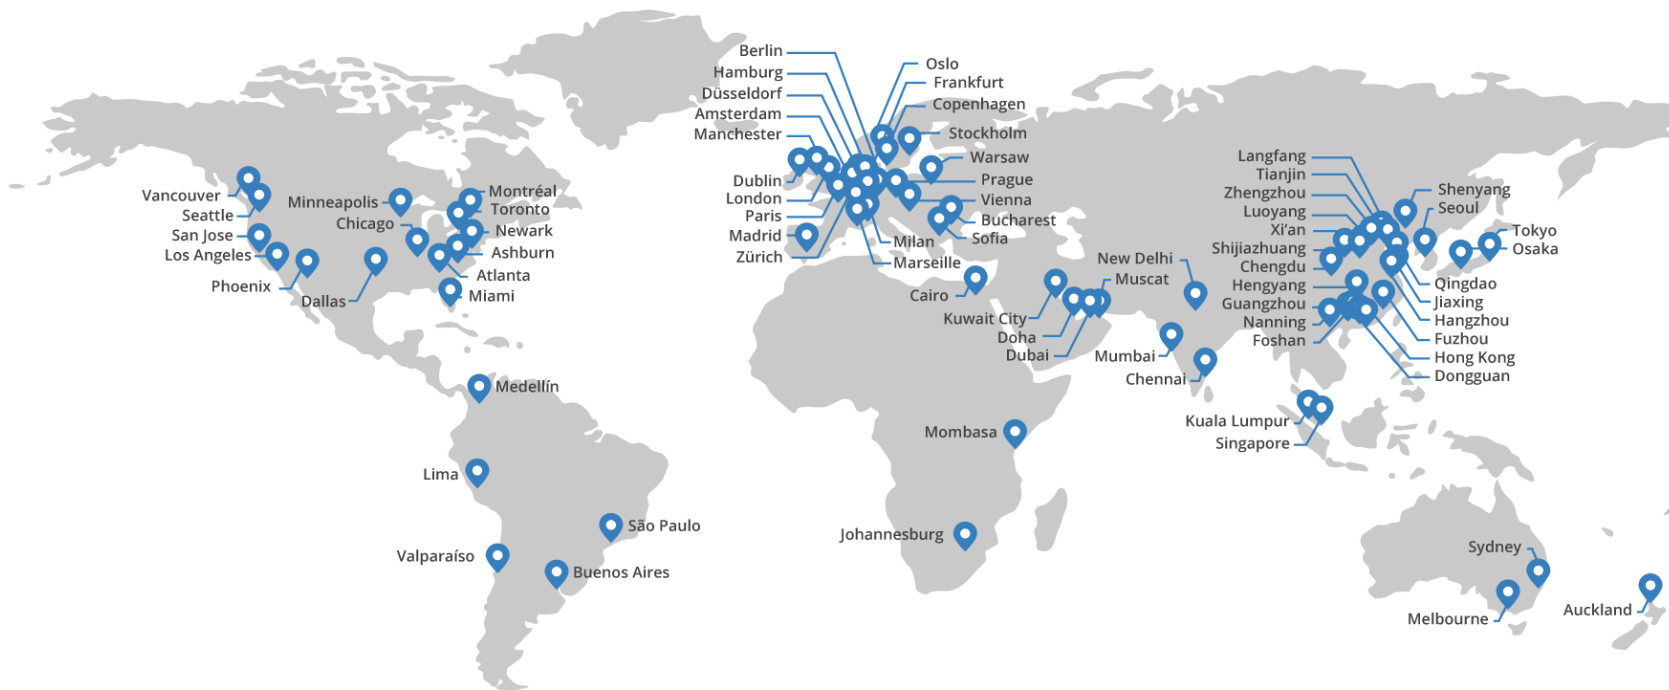 Vancouver
Seattle
San Jose
Los Angeles
Phoenix
Minneapolis
Chicago
Dallas
Montréal
Toronto
Newark
Ashburn
Atlanta
Miami
Medellín
Lima
São Paulo
Valparaíso
Buenos Aires
Berlin
Hamburg
Düsseldorf
Amsterdam
Manchester
Dublin
London
Paris
Madrid
Zürich
Oslo
Frankfurt
Copenhagen
Stockholm
Warsaw
Prague
Vienna
Bucharest
Sofia
Milan
Marseille
Cairo
Kuwait City
Doha
Dubai
Muscat
New Delhi
Mumbai
Chennai
Mombasa
Johannesburg
Langfang
Tianjin
Zhengzhou
Luoyang
Xi'an
Shijiazhuang
Chengdu
Hengyang
Guangzhou
Nanning
Foshan
Shenyang
Seoul
Tokyo
Osaka
Qingdao
Jiaxing
Hangzhou
Fuzhou
Hong Kong
Dongguan
Kuala Lumpur
Singapore
Sydney
Melbourne
Auckland